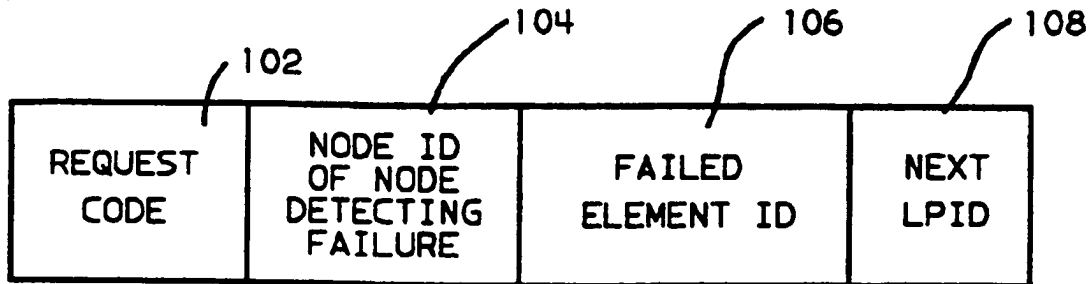 102
104
106
108
REQUEST
CODE
NODE ID
OF NODE
DETECTING
FAILURE
FAILED
ELEMENT ID
NEXT
LPID